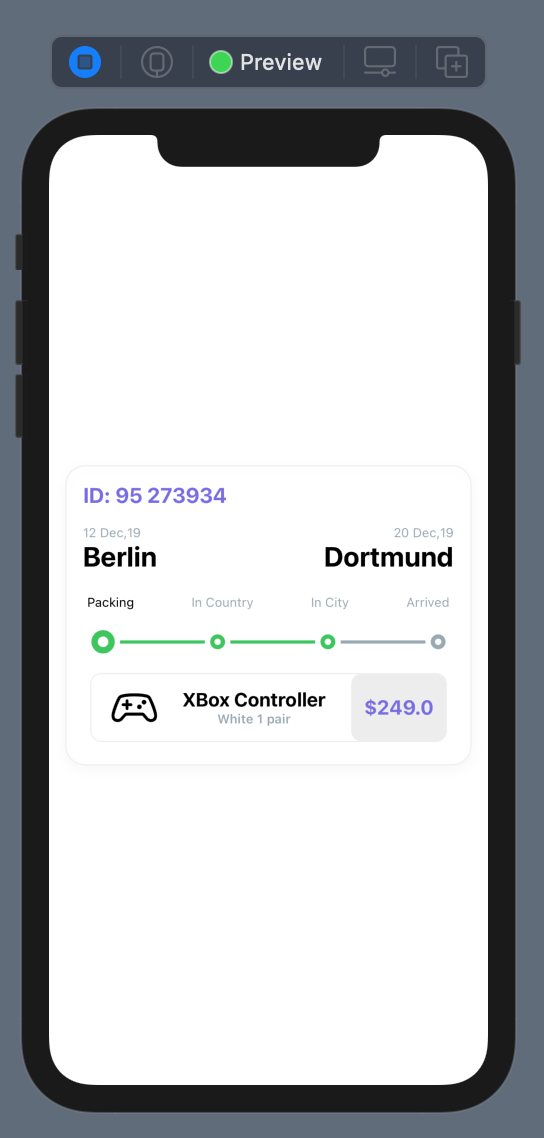 Preview
ID: 95 273934
12 Dec,19 20 Dec,19
Berlin Dortmund
Packing In Country In City Arrived
XBox Controller
White 1 pair
$249.0